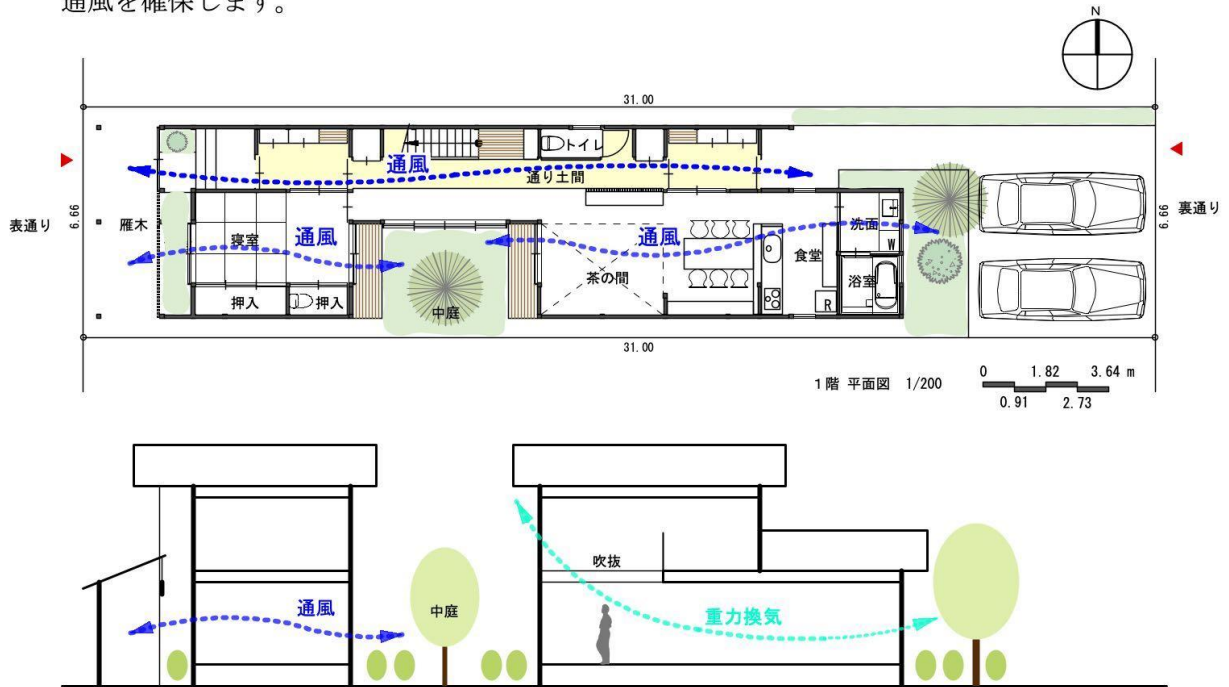 通風を確保します。
N
31.00
トイレ
通風
通り土間
表通り
6.66
雁木
寝室
通風
通風
洗面
W
6.66
裏通り
食堂
茶の間
浴室
押入
押入
中庭
R
31.00
1階 平面図 1/200
0 1.82 3.64 m
0.91 2.73
吹抜
通風
中庭
重力換気